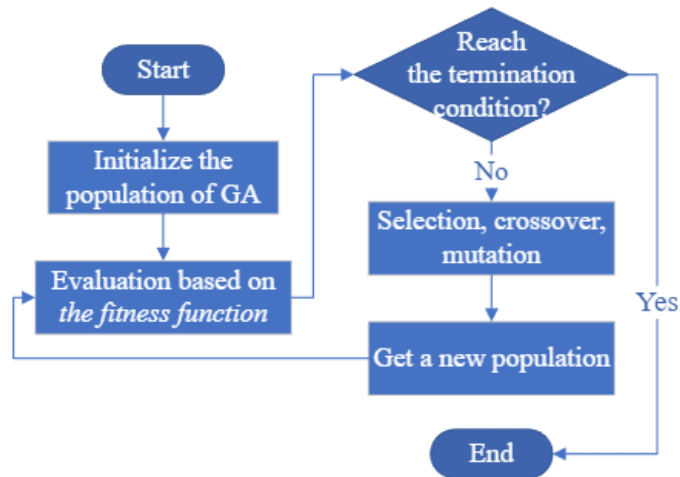 Start
Initialize the
population of GA
Evaluation based on
the fitness function
Reach
the termination
condition?
No
Selection, crossover,
mutation
Get a new population
Yes
End